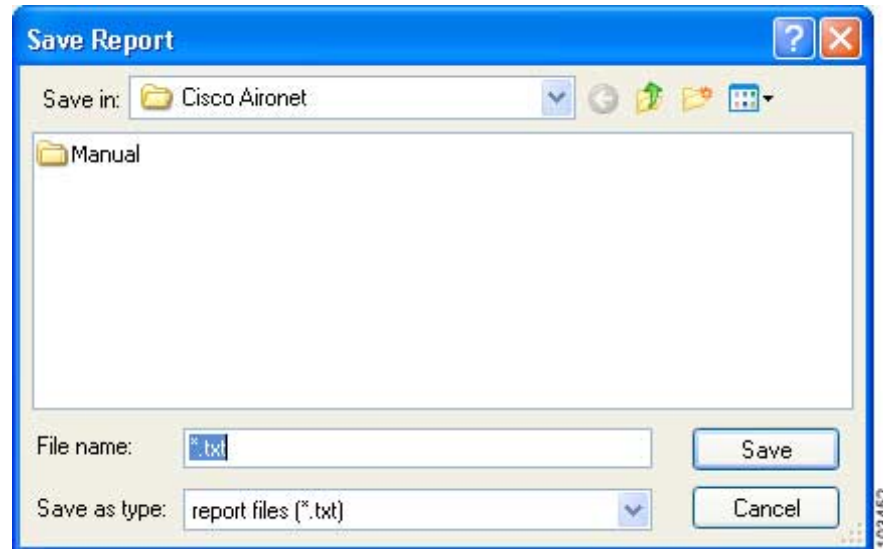 Save Report
Save in: Cisco Aironet
Manual
File name: *.txt
Save
Save as type: report files (*.txt)
Cancel